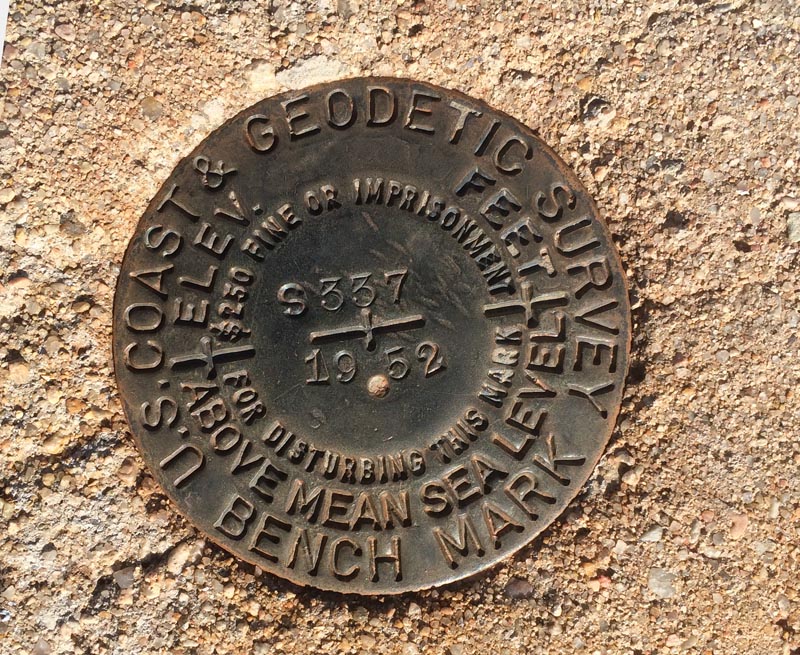 U.S. COAST & GEODETIC SURVEY
BENCH MARK
ELEV. FEET
ABOVE MEAN SEA LEVEL
$250 FINE OR IMPRISONMENT
FOR DISTURBING THIS MARK
S 337
1952